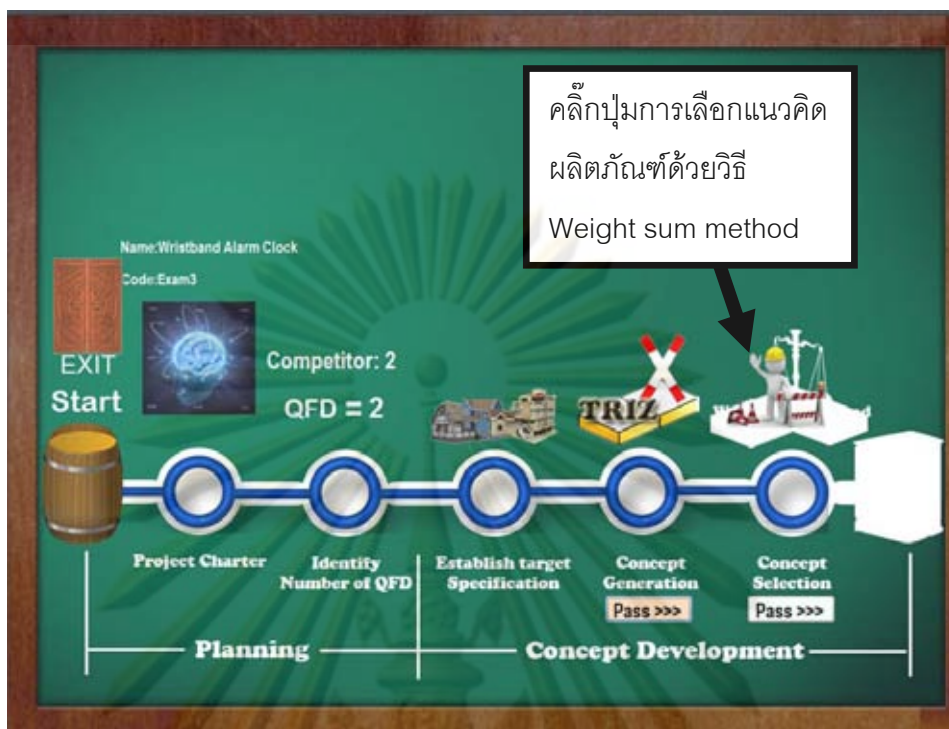 คลิ๊กปุ่มการเลือกแนวคิด
ผลิตภัณฑ์ด้วยวิธี
Weight sum method
Name:Wristband Alarm Clock
Code:Exam3
EXIT
Start
Competitor: 2
QFD = 2
TRIZ
Project Charter
Identify
Number of QFD
Establish target
Specification
Concept
Generation
Pass >>>
Concept
Selection
Pass >>>
Planning
Concept Development